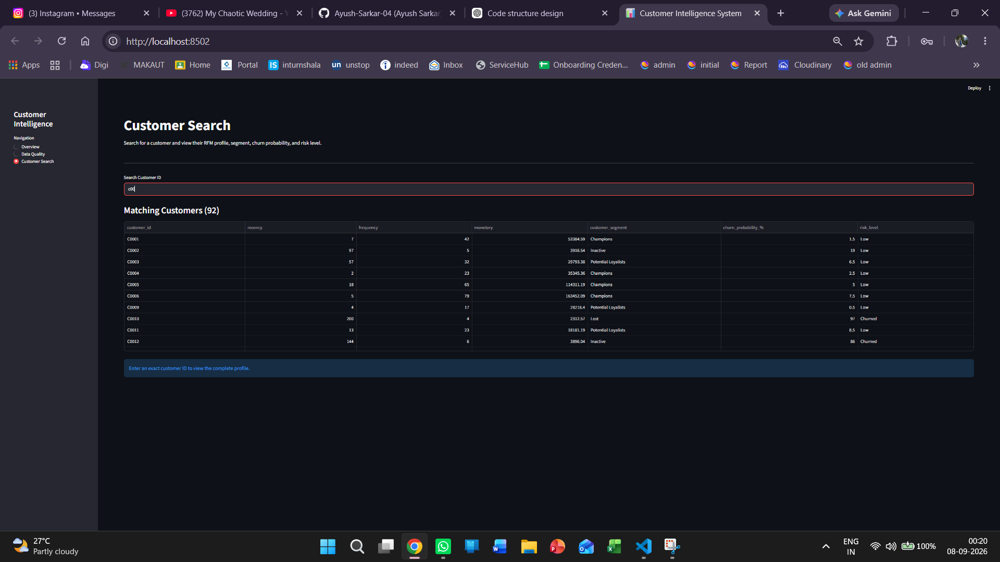 (3) Instagram • Messages
(3762) My Chaotic Wedding - Y
Ayush-Sarkar-04 (Ayush Sarkar
Code structure design
Customer Intelligence System
Ask Gemini
http://localhost:8502
Apps
Digi
MAKAUT
Home
Portal
IS inturnshala
un unstop
indeed
Inbox
ServiceHub
Onboarding Creden...
admin
initial
Report
Cloudinary
old admin
Deploy
Customer
Intelligence
Navigation
Overview
Data Quality
Customer Search
Customer Search
Search for a customer and view their RFM profile, segment, churn probability, and risk level.
Search Customer ID
c00
Matching Customers (92)
customer_id recency frequency monetary customer_segment churn_probability_% risk_level
C0001 7 42 53384.59 Champions 1.5 Low
C0002 97 5 3916.54 Inactive 19 Low
C0003 57 32 29793.38 Potential Loyalists 6.5 Low
C0004 2 23 35345.36 Champions 2.5 Low
C0005 18 65 114311.19 Champions 5 Low
C0006 5 79 163452.09 Champions 7.5 Low
C0009 4 17 28218.4 Potential Loyalists 0.5 Low
C0010 200 4 2312.57 Lost 97 Churned
C0011 13 23 18181.19 Potential Loyalists 8.5 Low
C0012 144 6 3896.04 Inactive 86 Churned
Enter an exact customer ID to view the complete profile.
27°C
Partly cloudy
ENG
IN
100%
00:20
08-09-2026